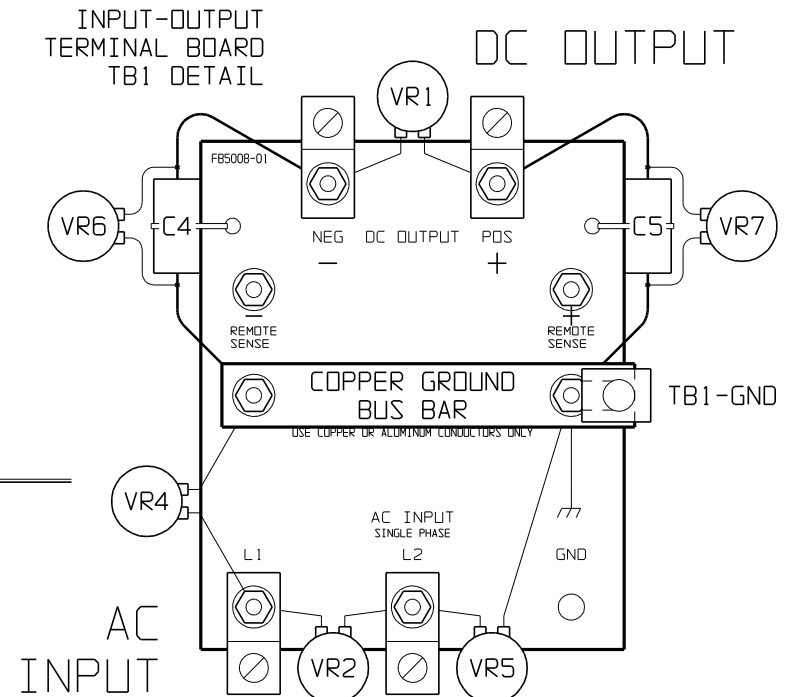 INPUT-OUTPUT
TERMINAL BOARD
TB1 DETAIL
DC OUTPUT
VR1
FB5008-01
VR6
C4
C5
VR7
NEG DC OUTPUT POS
− +
− +
REMOTE
SENSE
REMOTE
SENSE
COPPER GROUND
BUS BAR
TB1-GND
USE COPPER OR ALUMINUM CONDUCTORS ONLY
VR4
AC INPUT
SINGLE PHASE
L1
L2
GND
AC
INPUT
VR2
VR5